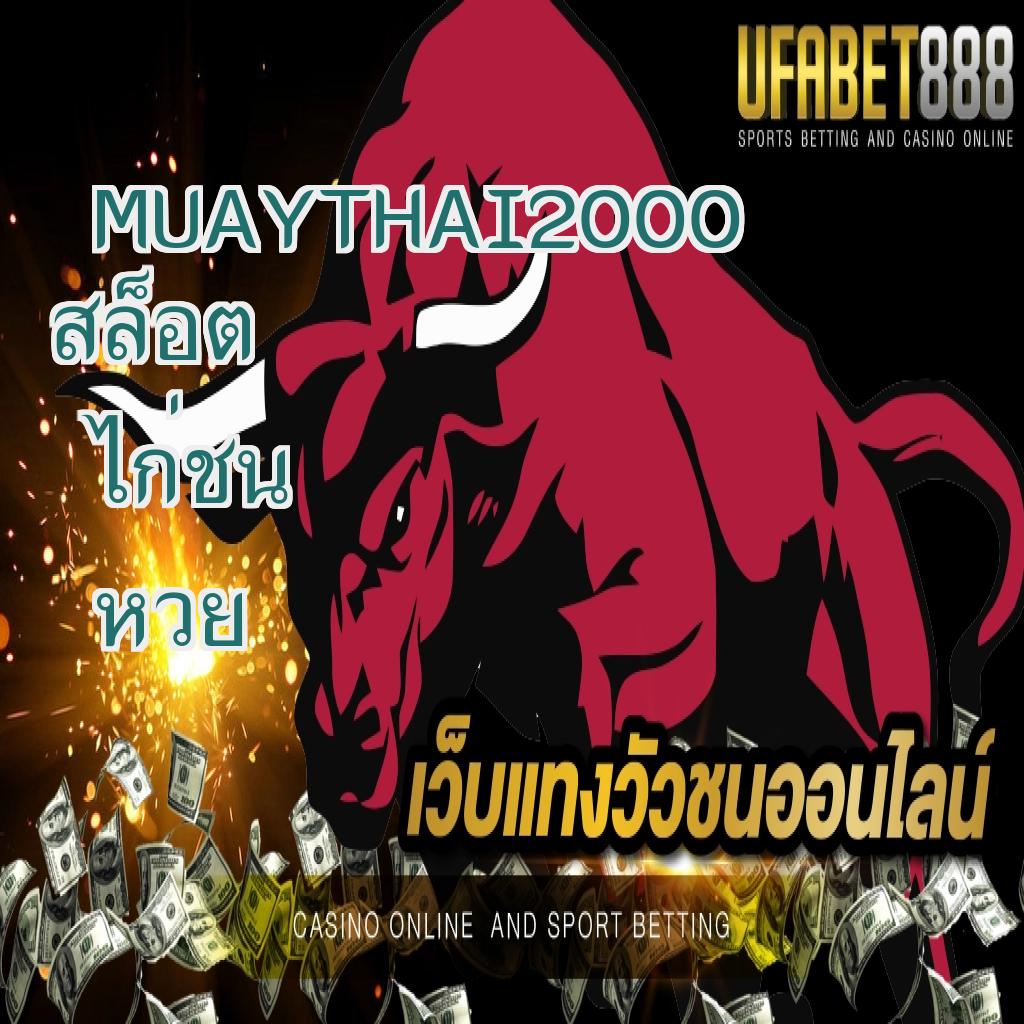 UFABET888
SPORTS BETTING AND CASINO ONLINE
MUAYTHAI2000
สล็อต
ไก่ชน
หวย
เว็บแทงวัวชนออนไลน์
CASINO ONLINE AND SPORT BETTING